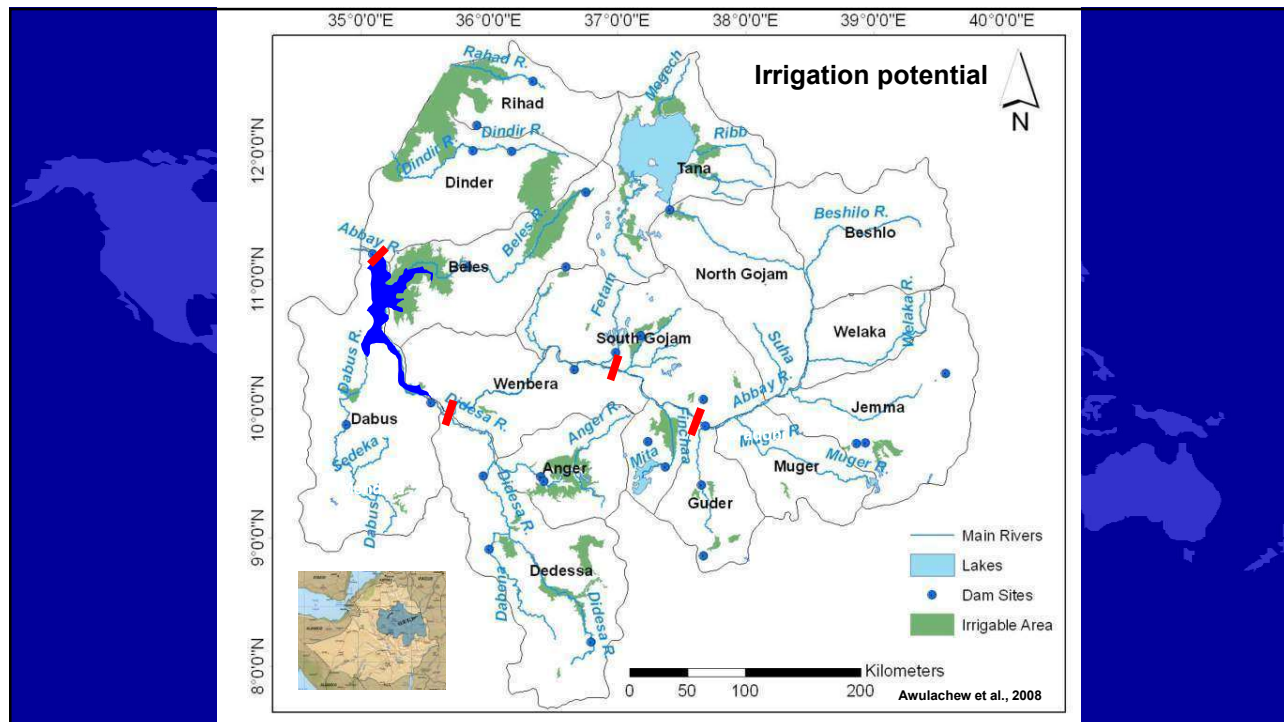 35°0'0"E
36°0'0"E
37°0'0"E
38°0'0"E
39°0'0"E
40°0'0"E
12°0'0"N
11°0'0"N
10°0'0"N
9°0'0"N
8°0'0"N
Irrigation potential
N
Rahad R.
Rihad
Megech
Dindir R.
Dindir R.
Dinder
Ribb
Tana
Beshilo R.
Beshlo
Abbay R.
Beles R.
Beles
North Gojam
Fetam
South Gojam
Suha
Welaka
Welaka R.
Dabus R.
Wenbera
Abbay R.
Jemma
Didesa R.
Dabus
Anger R.
Finchaa
Muger R.
Sedeka
Anger
Mita
Muger
Muger R.
Didesa R.
Guder
Dabus
Dabena
Dedessa
Didesa R.
Main Rivers
Lakes
Dam Sites
Irrigable Area
Kilometers
0 50 100 200
Awulachew et al., 2008